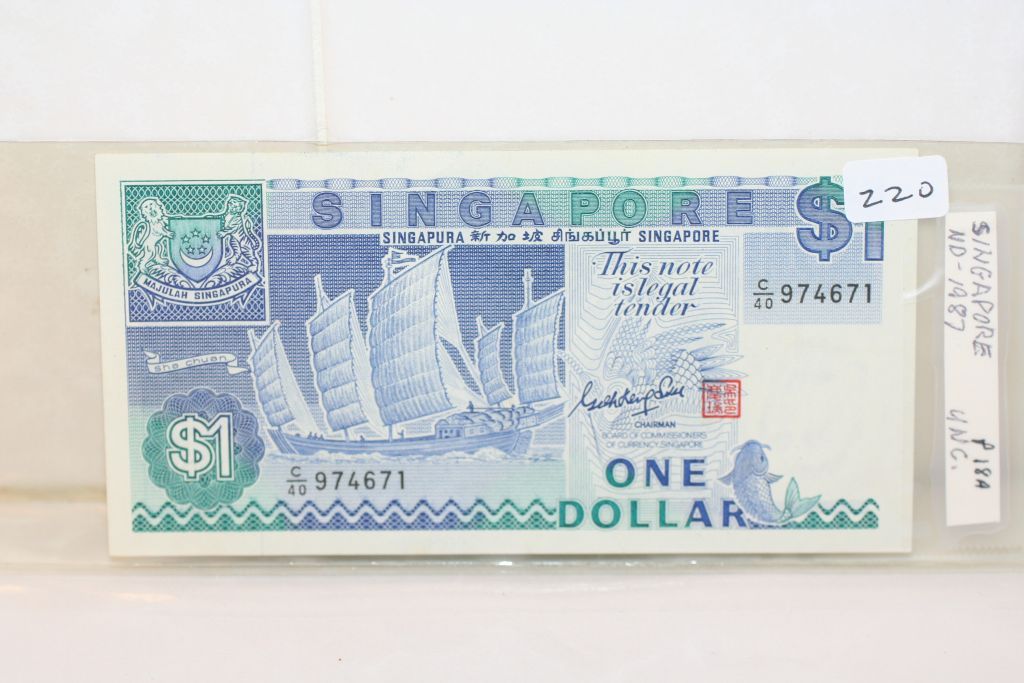 SINGAPORE
$1
220
SINGAPURA 新加坡 சிங்கப்பூர் SINGAPORE
MAJULAH SINGAPURA
This note
is legal
tender
C/40 974671
sha chuan
$1
CHAIRMAN
BOARD OF COMMISSIONERS
OF CURRENCY, SINGAPORE
C/40 974671
ONE
DOLLAR
SINGAPORE P18A
ND-1987 UNC.